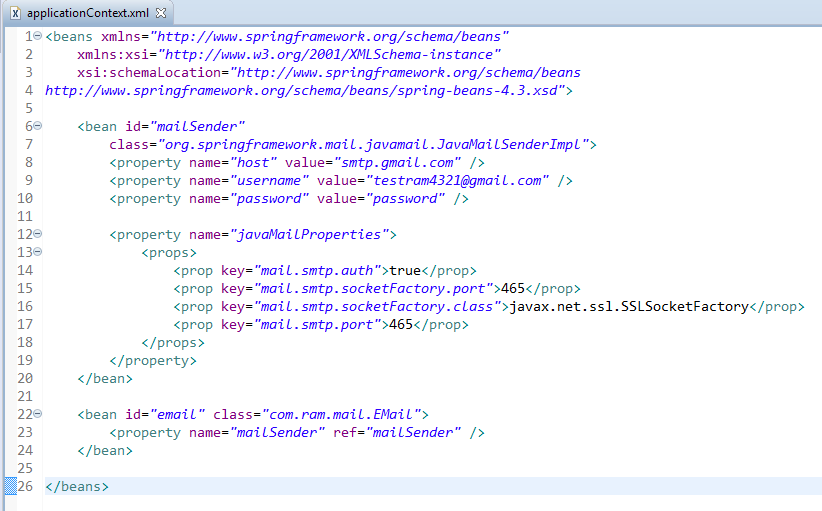 applicationContext.xml
1 <beans xmlns="http://www.springframework.org/schema/beans"
2     xmlns:xsi="http://www.w3.org/2001/XMLSchema-instance"
3     xsi:schemaLocation="http://www.springframework.org/schema/beans
4 http://www.springframework.org/schema/beans/spring-beans-4.3.xsd">
5
6     <bean id="mailSender"
7         class="org.springframework.mail.javamail.JavaMailSenderImpl">
8         <property name="host" value="smtp.gmail.com" />
9         <property name="username" value="testram4321@gmail.com" />
10         <property name="password" value="password" />
11
12         <property name="javaMailProperties">
13             <props>
14                 <prop key="mail.smtp.auth">true</prop>
15                 <prop key="mail.smtp.socketFactory.port">465</prop>
16                 <prop key="mail.smtp.socketFactory.class">javax.net.ssl.SSLSocketFactory</prop>
17                 <prop key="mail.smtp.port">465</prop>
18             </props>
19         </property>
20     </bean>
21
22     <bean id="email" class="com.ram.mail.EMail">
23         <property name="mailSender" ref="mailSender" />
24     </bean>
25
26 </beans>